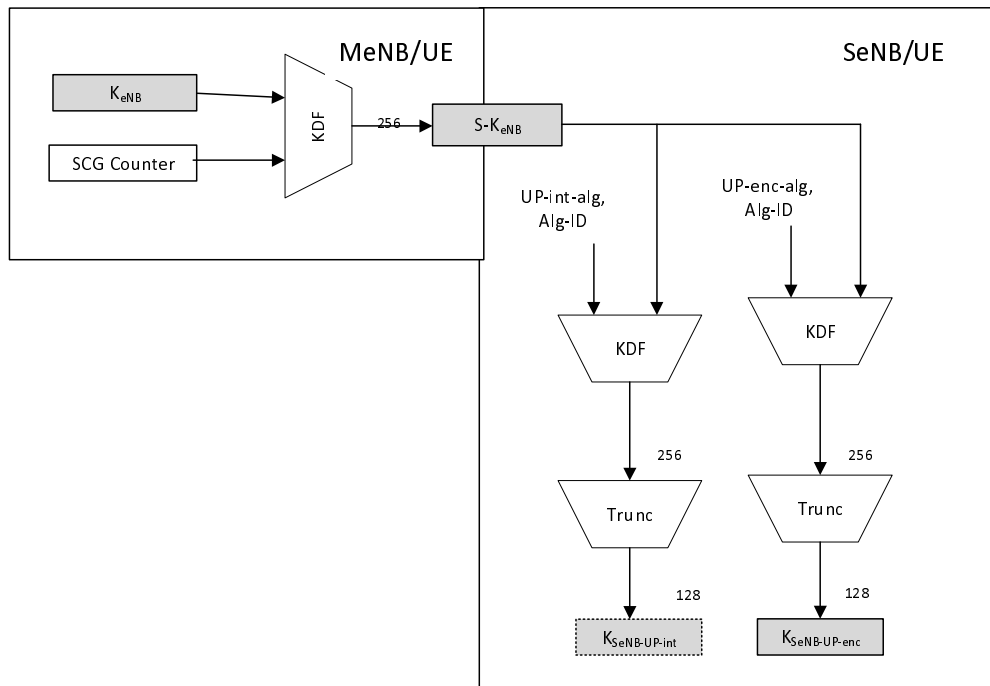 MeNB/UE
SeNB/UE
KeNB
KDF
256
S-KeNB
SCG Counter
UP-int-alg,
Alg-ID
UP-enc-alg,
Alg-ID
KDF
KDF
256
256
Trunc
Trunc
128
128
KSeNB-UP-int
KSeNB-UP-enc